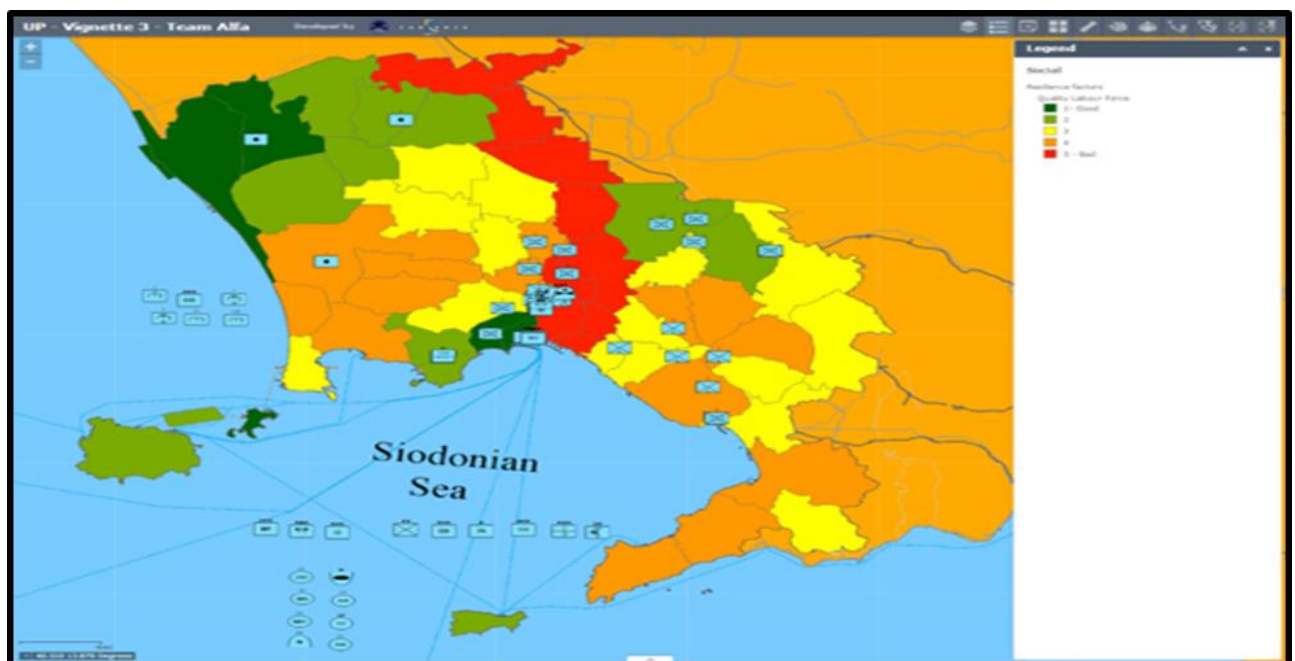 UP - Vignette 3 - Team Alfa
Developed by
Legend
Social
Resilience factors
Quality Labour Force
1 - Good
2
3
4
5 - Bad
Siodonian
Sea